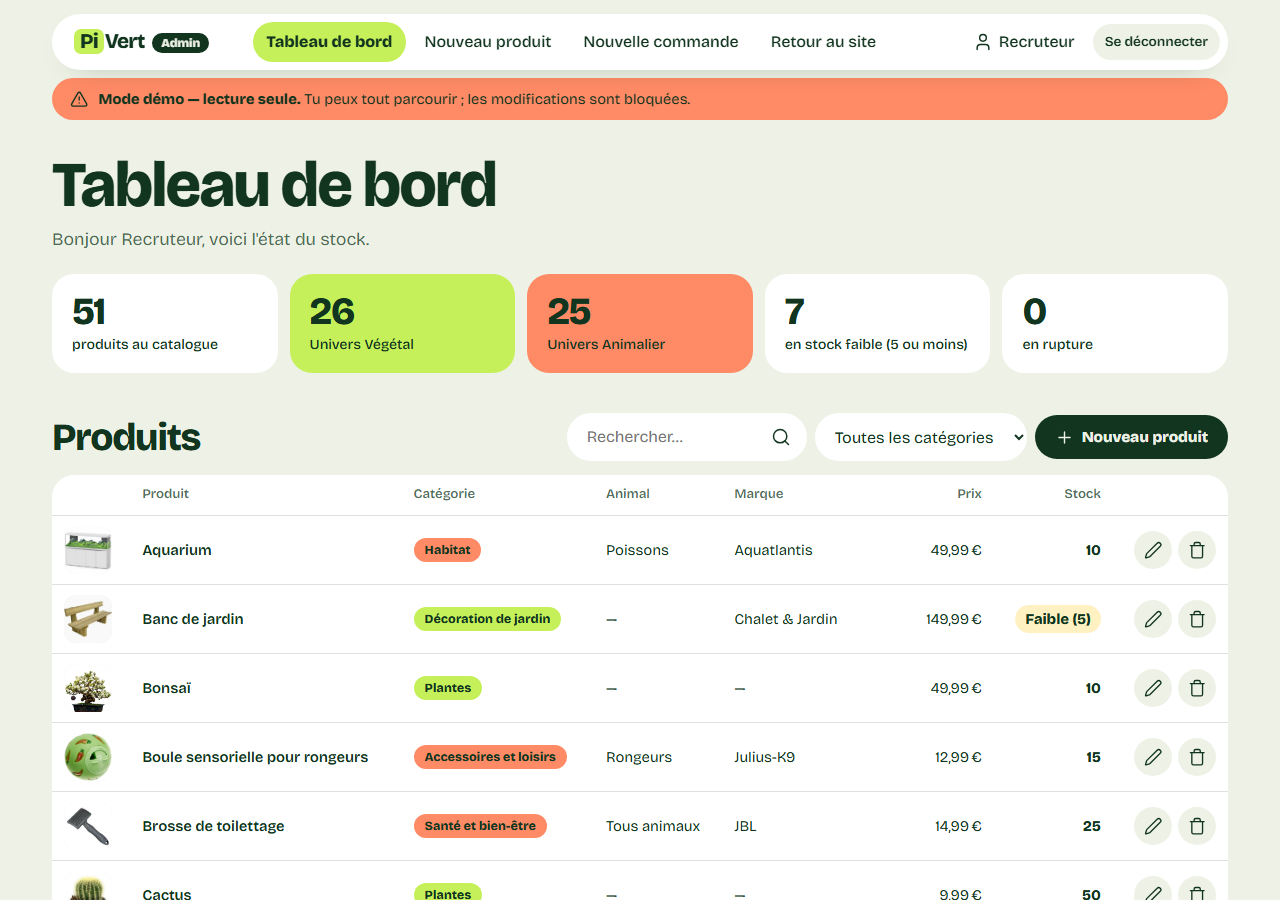 Pi Vert Admin Tableau de bord Nouveau produit Nouvelle commande Retour au site Recruteur Se déconnecter
Mode démo — lecture seule. Tu peux tout parcourir ; les modifications sont bloquées.
Tableau de bord
Bonjour Recruteur, voici l'état du stock.
51 26 25 7 0
produits au catalogue Univers Végétal Univers Animalier en stock faible (5 ou moins) en rupture
Produits Rechercher... Toutes les catégories + Nouveau produit
Produit Catégorie Animal Marque Prix Stock
Aquarium Habitat Poissons Aquatlantis 49,99 € 10
Banc de jardin Décoration de jardin — Chalet & Jardin 149,99 € Faible (5)
Bonsaï Plantes — — 49,99 € 10
Boule sensorielle pour rongeurs Accessoires et loisirs Rongeurs Julius-K9 12,99 € 15
Brosse de toilettage Santé et bien-être Tous animaux JBL 14,99 € 25
Cactus Plantes — — 9,99 € 50